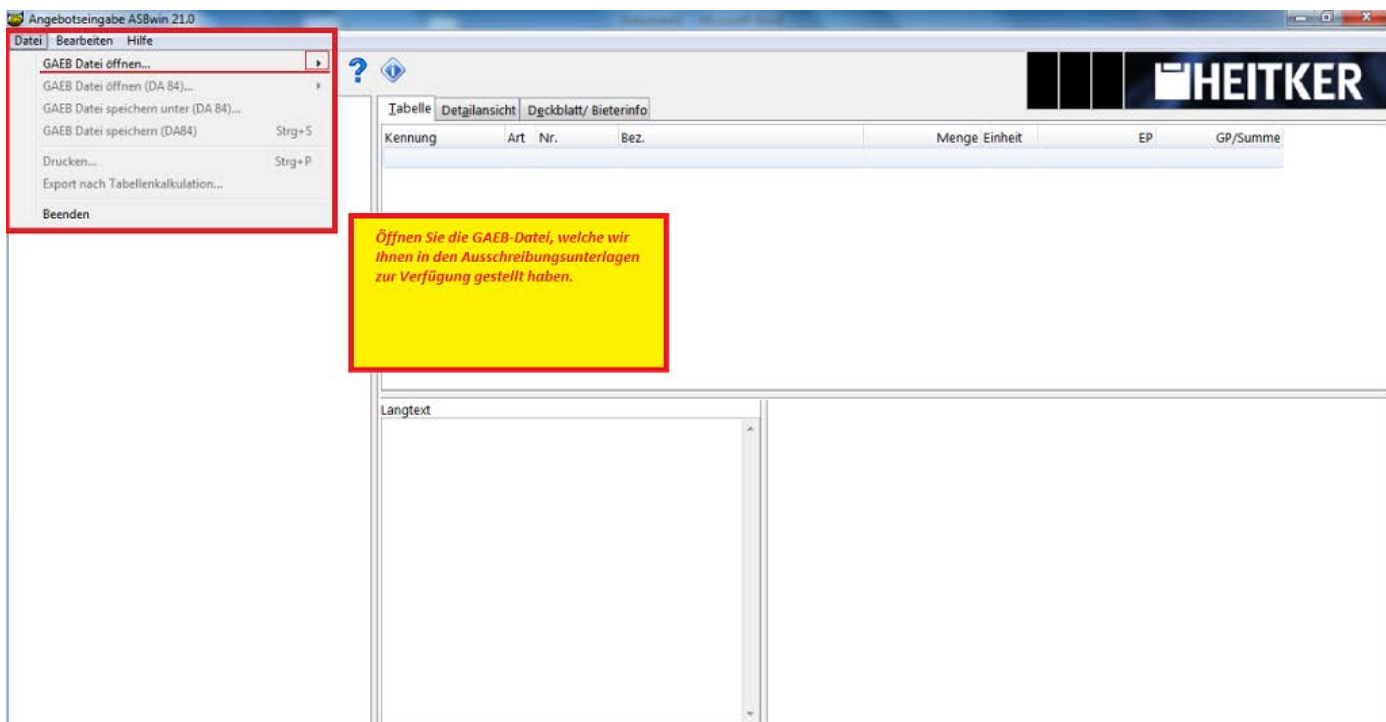 Angebotseingabe ASBwin 21.0
Datei Bearbeiten Hilfe
GAEB Datei öffnen...
GAEB Datei öffnen (DA 84)...
GAEB Datei speichern unter (DA 84)...
GAEB Datei speichern (DA84) Strg+S
Drucken... Strg+P
Export nach Tabellenkalkulation...
Beenden
HEITKER
Tabelle Detailansicht Deckblatt/ Bieterinfo
Kennung Art Nr. Bez. Menge Einheit EP GP/Summe
Öffnen Sie die GAEB-Datei, welche wir
Ihnen in den Ausschreibungsunterlagen
zur Verfügung gestellt haben.
Langtext